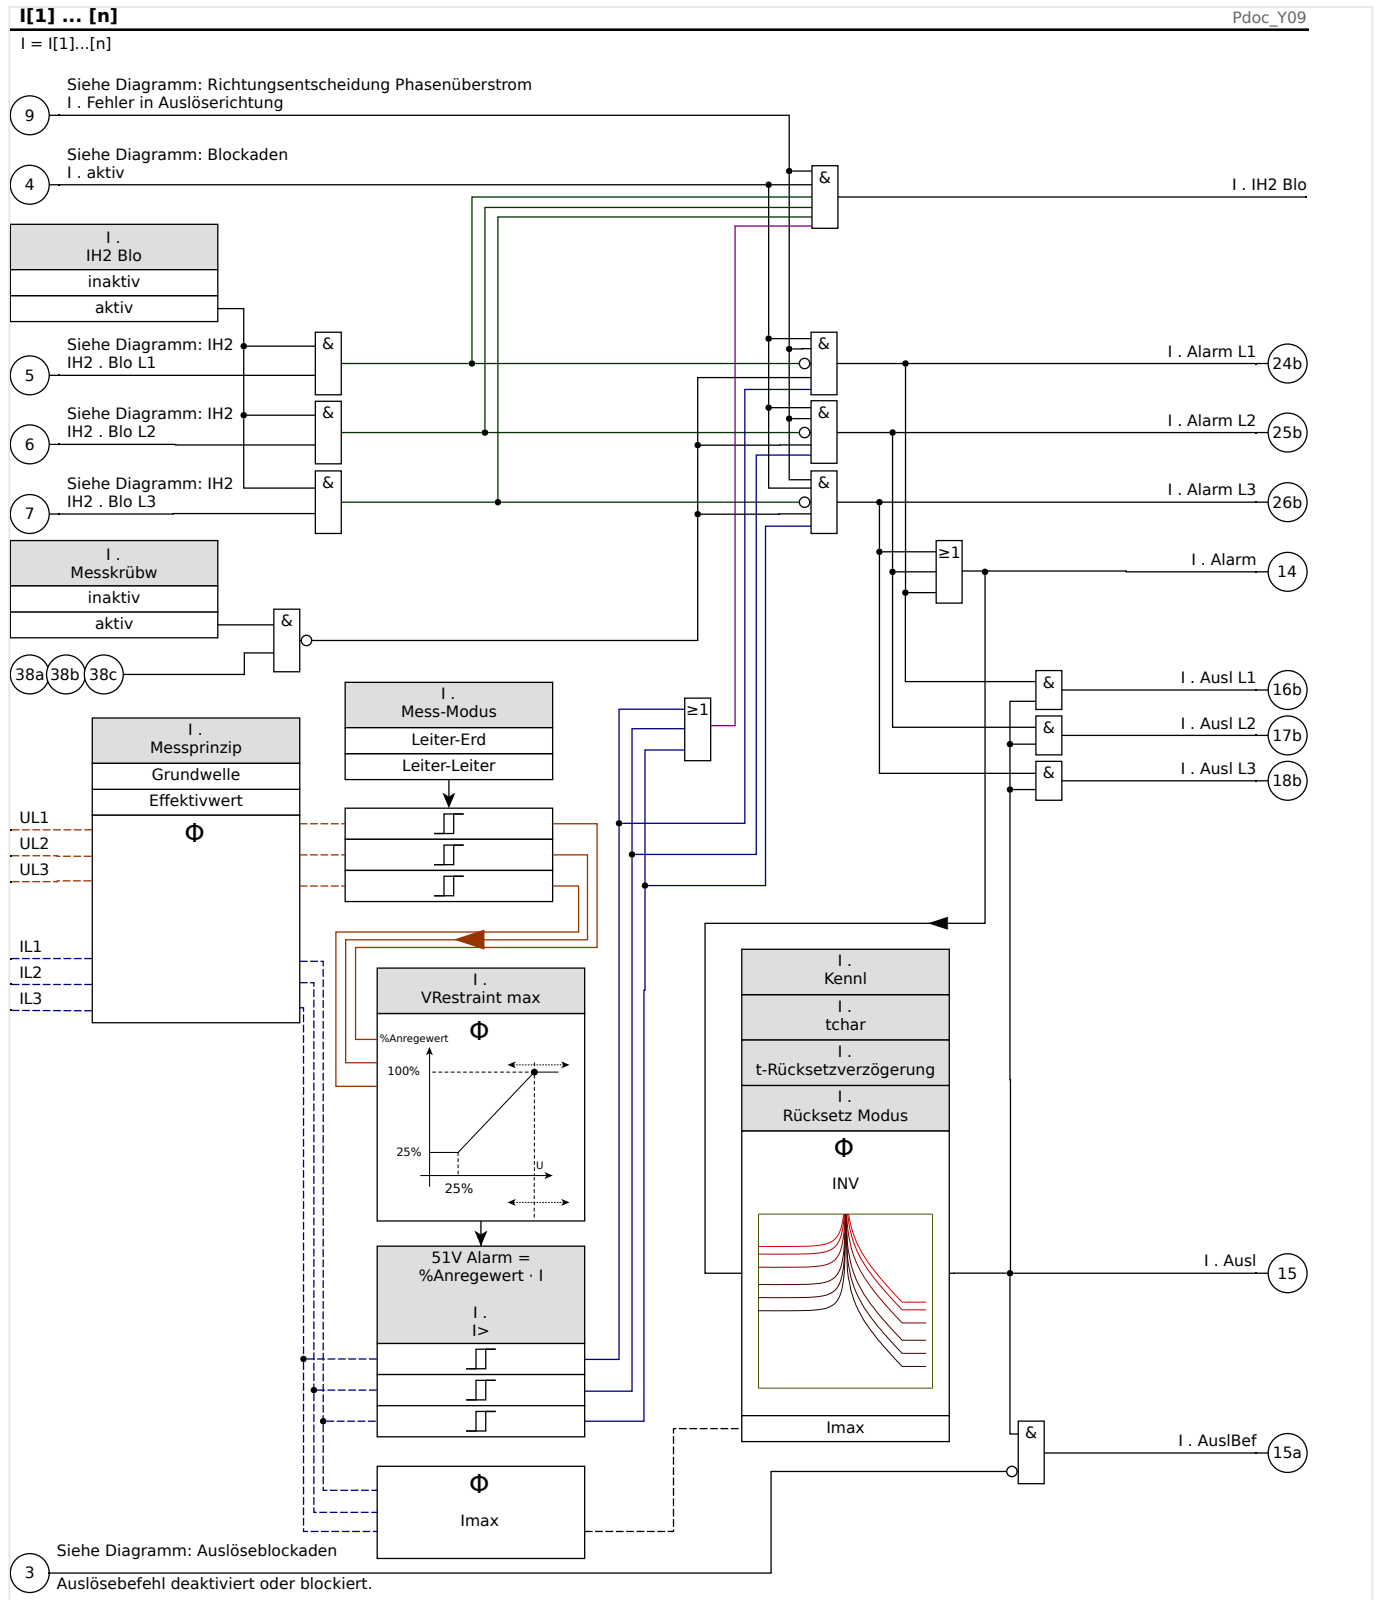 I[1] ... [n]
Pdoc_Y09
I = I[1]...[n]
Siehe Diagramm: Richtungsentscheidung Phasenüberstrom
I . Fehler in Auslöserichtung
9
Siehe Diagramm: Blockaden
I . aktiv
4
&
I . IH2 Blo
I .
IH2 Blo
inaktiv
aktiv
Siehe Diagramm: IH2
IH2 . Blo L1
5
&
&
I . Alarm L1
24b
Siehe Diagramm: IH2
IH2 . Blo L2
6
&
&
I . Alarm L2
25b
Siehe Diagramm: IH2
IH2 . Blo L3
7
&
&
I . Alarm L3
26b
I .
Messkrübw
inaktiv
aktiv
&
38a
38b
38c
≥1
I . Alarm
14
&
I . Ausl L1
16b
&
I . Ausl L2
17b
&
I . Ausl L3
18b
I .
Mess-Modus
Leiter-Erd
Leiter-Leiter
≥1
I .
Messprinzip
Grundwelle
Effektivwert
Φ
UL1
UL2
UL3
IL1
IL2
IL3
I .
VRestraint max
Φ
%Anregewert
100%
25%
25%
U
51V Alarm =
%Anregewert · I
I .
I>
Φ
Imax
I .
Kennl
I .
tchar
I .
t-Rücksetzverzögerung
I .
Rücksetz Modus
Φ
INV
Imax
I . Ausl
15
&
I . AuslBef
15a
Siehe Diagramm: Auslöseblockaden
3
Auslösebefehl deaktiviert oder blockiert.